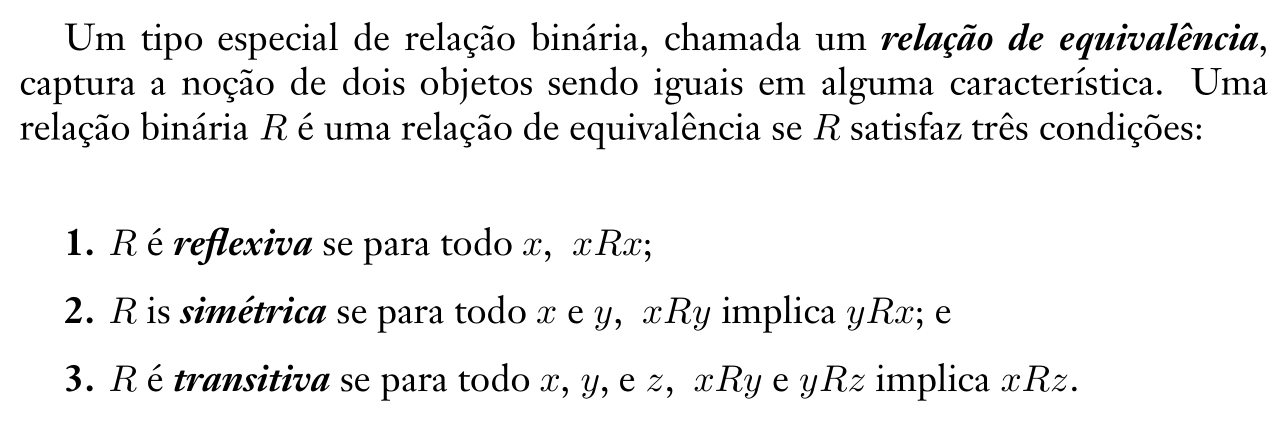 Um tipo especial de relação binária, chamada um relação de equivalência,
captura a noção de dois objetos sendo iguais em alguma característica. Uma
relação binária R é uma relação de equivalência se R satisfaz três condições:
1. R é reflexiva se para todo x, xRx;
2. R is simétrica se para todo x e y, xRy implica yRx; e
3. R é transitiva se para todo x, y, e z, xRy e yRz implica xRz.